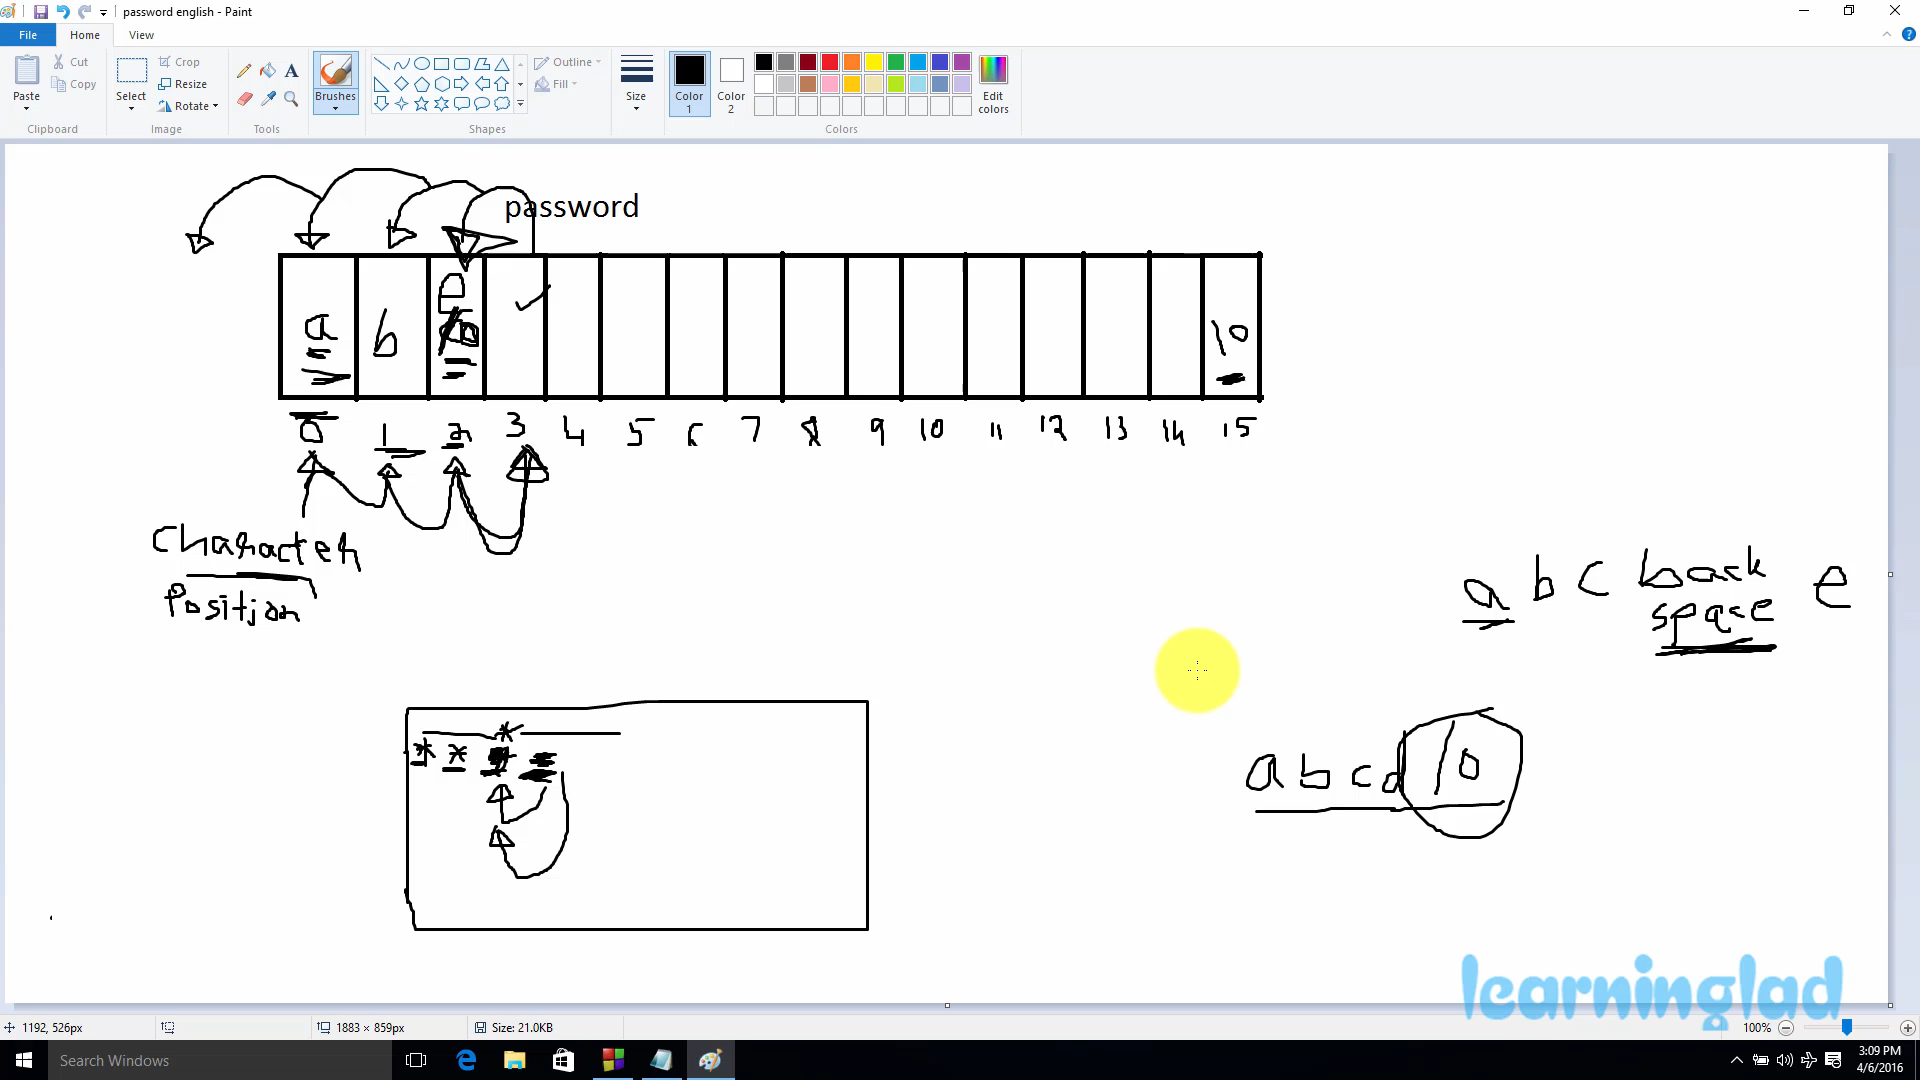 password english - Paint
File Home View
Cut Crop Outline
Paste Copy Select Resize Brushes Fill Size Color 1 Color 2 Edit colors
Rotate
Clipboard Image Tools Shapes Colors
password
a b e 10
0 1 2 3 4 5 6 7 8 9 10 11 12 13 14 15
Character
Position
a b c back space e
* 
* *
a b c d 10
learninglad
1192, 526px 1883 × 859px Size: 21.0KB 100%
Search Windows
3:09 PM
4/6/2016